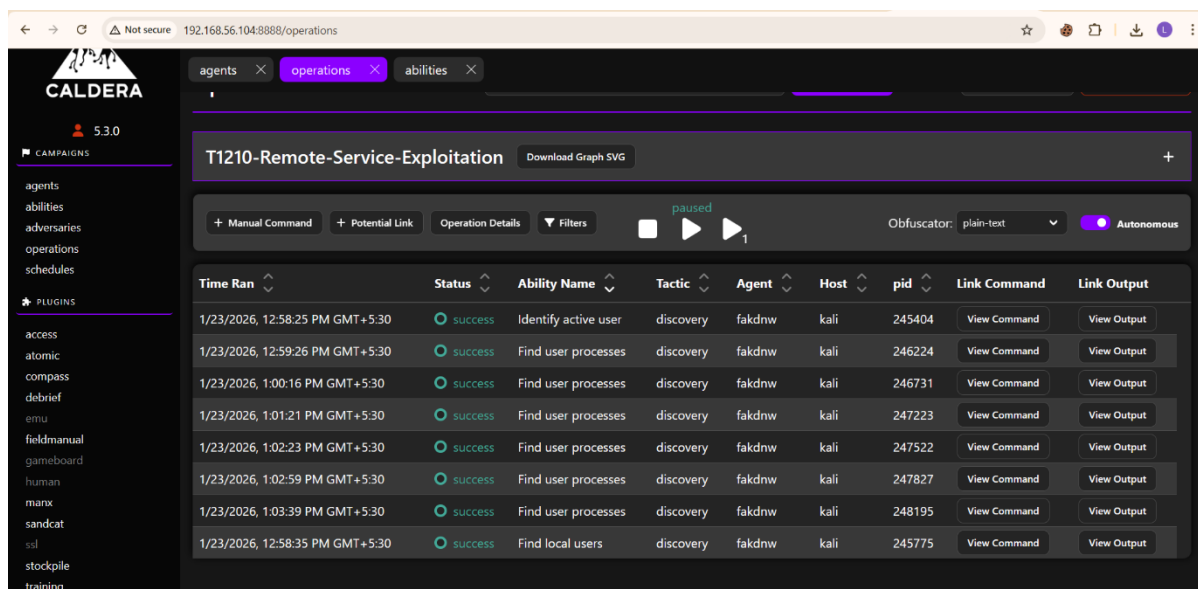 Not secure 192.168.56.104:8888/operations
L
CALDERA
5.3.0
CAMPAIGNS
agents
abilities
adversaries
operations
schedules
PLUGINS
access
atomic
compass
debrief
emu
fieldmanual
gameboard
human
manx
sandcat
ssl
stockpile
training
agents operations abilities
T1210-Remote-Service-Exploitation Download Graph SVG +
+ Manual Command + Potential Link Operation Details Filters paused 1 Obfuscator: plain-text Autonomous
Time Ran Status Ability Name Tactic Agent Host pid Link Command Link Output
1/23/2026, 12:58:25 PM GMT+5:30 success Identify active user discovery fakdnw kali 245404 View Command View Output
1/23/2026, 12:59:26 PM GMT+5:30 success Find user processes discovery fakdnw kali 246224 View Command View Output
1/23/2026, 1:00:16 PM GMT+5:30 success Find user processes discovery fakdnw kali 246731 View Command View Output
1/23/2026, 1:01:21 PM GMT+5:30 success Find user processes discovery fakdnw kali 247223 View Command View Output
1/23/2026, 1:02:23 PM GMT+5:30 success Find user processes discovery fakdnw kali 247522 View Command View Output
1/23/2026, 1:02:59 PM GMT+5:30 success Find user processes discovery fakdnw kali 247827 View Command View Output
1/23/2026, 1:03:39 PM GMT+5:30 success Find user processes discovery fakdnw kali 248195 View Command View Output
1/23/2026, 12:58:35 PM GMT+5:30 success Find local users discovery fakdnw kali 245775 View Command View Output